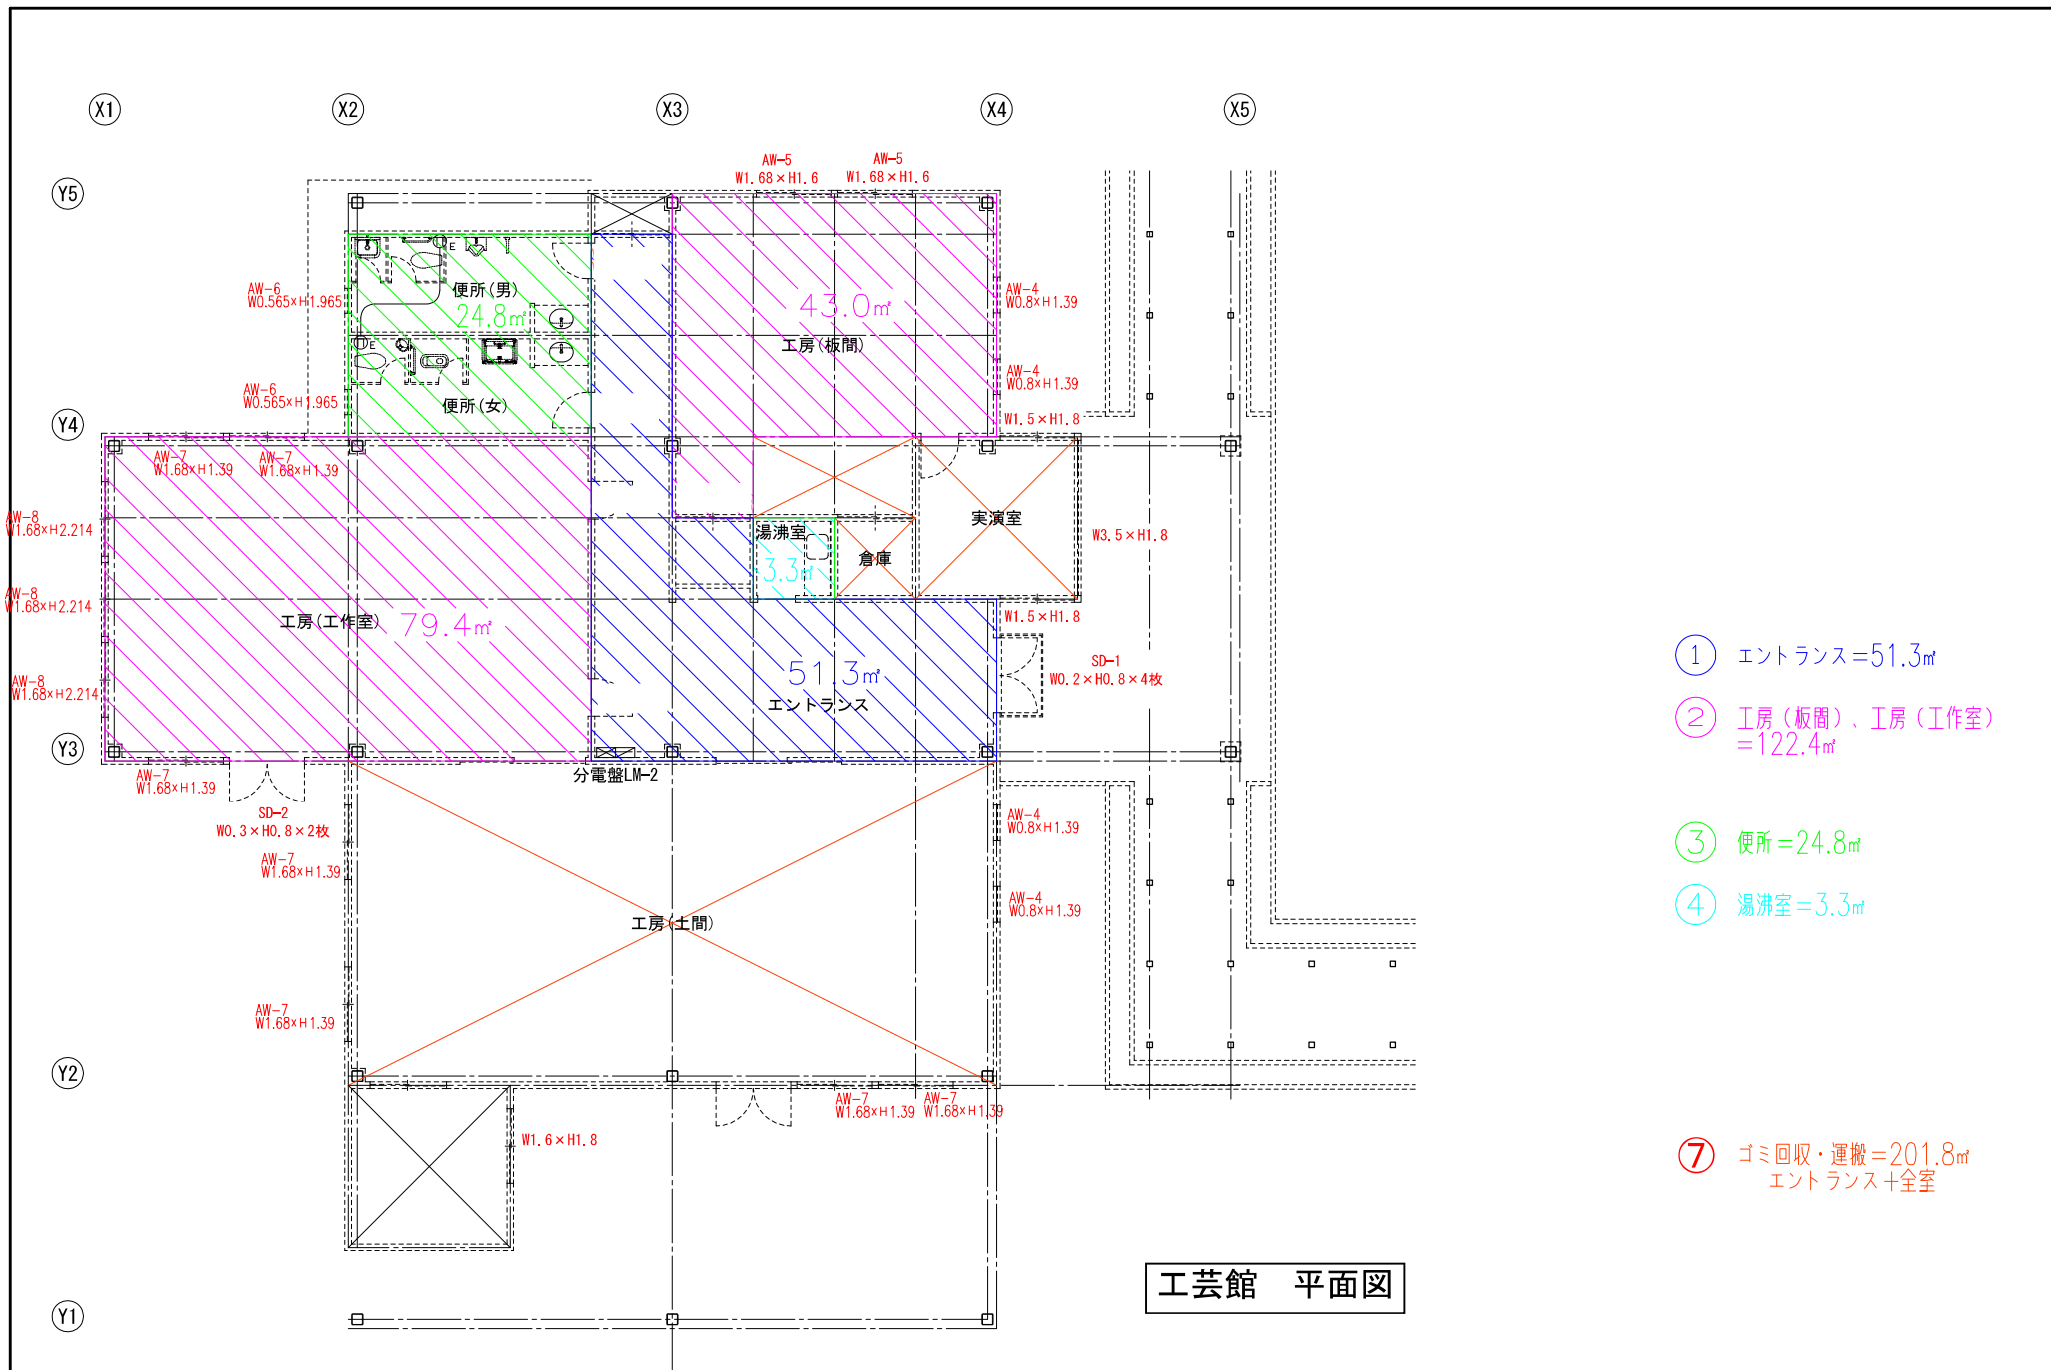 X1
X2
X3
X4
X5
Y5
AW-5
W1.68×H1.6
AW-5
W1.68×H1.6
E
便所(男)
24.8㎡
AW-6
W0.565×H1.965
43.0㎡
工房(板間)
AW-4
W0.8×H1.39
E
AW-6
W0.565×H1.965
便所(女)
AW-4
W0.8×H1.39
Y4
W1.5×H1.8
AW-7
W1.68×H1.39
AW-7
W1.68×H1.39
AW-8
W1.68×H2.214
湯沸室
3.3㎡
倉庫
実演室
W3.5×H1.8
AW-8
W1.68×H2.214
工房(工作室)
79.4㎡
W1.5×H1.8
AW-8
W1.68×H2.214
51.3㎡
エントランス
SD-1
W0.2×H0.8×4枚
Y3
AW-7
W1.68×H1.39
分電盤LM-2
SD-2
W0.3×H0.8×2枚
AW-7
W1.68×H1.39
AW-4
W0.8×H1.39
AW-4
W0.8×H1.39
工房(土間)
AW-7
W1.68×H1.39
Y2
AW-7
W1.68×H1.39
AW-7
W1.68×H1.39
W1.6×H1.8
Y1
① エントランス=51.3㎡
② 工房(板間)、工房(工作室)
=122.4㎡
③ 便所=24.8㎡
④ 湯沸室=3.3㎡
⑦ ゴミ回収・運搬=201.8㎡
エントランス+全室
工芸館 平面図